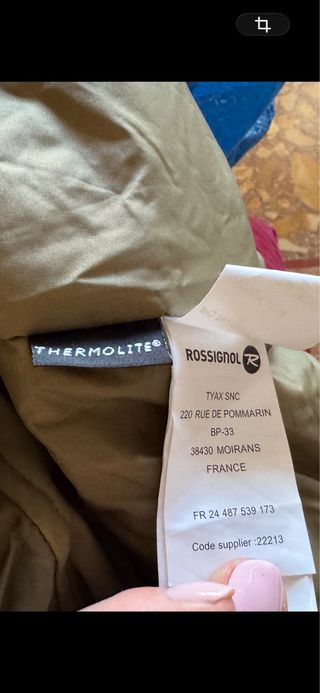 THERMOLITE®
ROSSIGNOL R
TYAX SNC
220 RUE DE POMMARIN
BP-33
38430 MOIRANS
FRANCE
FR 24 487 539 173
Code supplier :22213